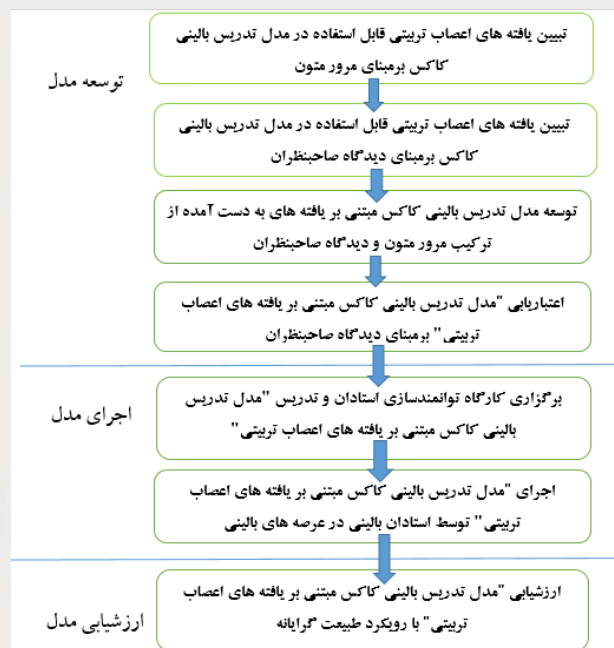 تبیین یافته های اعصاب تربیتی قابل استفاده در مدل تدریس بالینی
کاکس برمبنای مرور متون
توسعه مدل
تبیین یافته های اعصاب تربیتی قابل استفاده در مدل تدریس بالینی
کاکس برمبنای دیدگاه صاحبنظران
توسعه مدل تدریس بالینی کاکس مبتنی بر یافته های به دست آمده از
ترکیب مرور متون و دیدگاه صاحبنظران
اعتباریابی "مدل تدریس بالینی کاکس مبتنی بر یافته های اعصاب
تربیتی" برمبنای دیدگاه صاحبنظران
برگزاری کارگاه توانمندسازی استادان و تدریس "مدل تدریس
بالینی کاکس مبتنی بر یافته های اعصاب تربیتی"
اجرای مدل
اجرای "مدل تدریس بالینی کاکس مبتنی بر یافته های اعصاب
تربیتی" توسط استادان بالینی در عرصه های بالینی
ارزشیابی "مدل تدریس بالینی کاکس مبتنی بر یافته های اعصاب
تربیتی" با رویکرد طبیعت گرایانه
ارزشیابی مدل